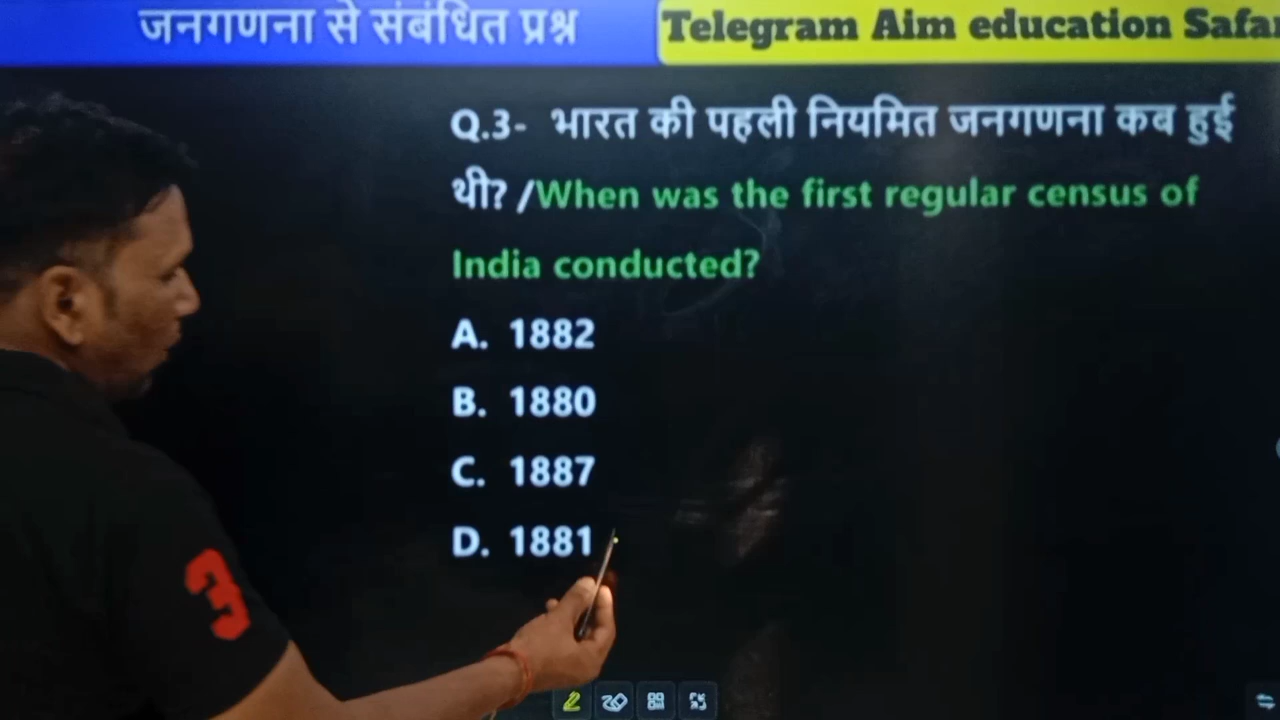 जनगणना से संबंधित प्रश्न
Telegram Aim education Safar
Q.3- भारत की पहली नियमित जनगणना कब हुई
थी? /When was the first regular census of
India conducted?
A. 1882
B. 1880
C. 1887
D. 1881
3